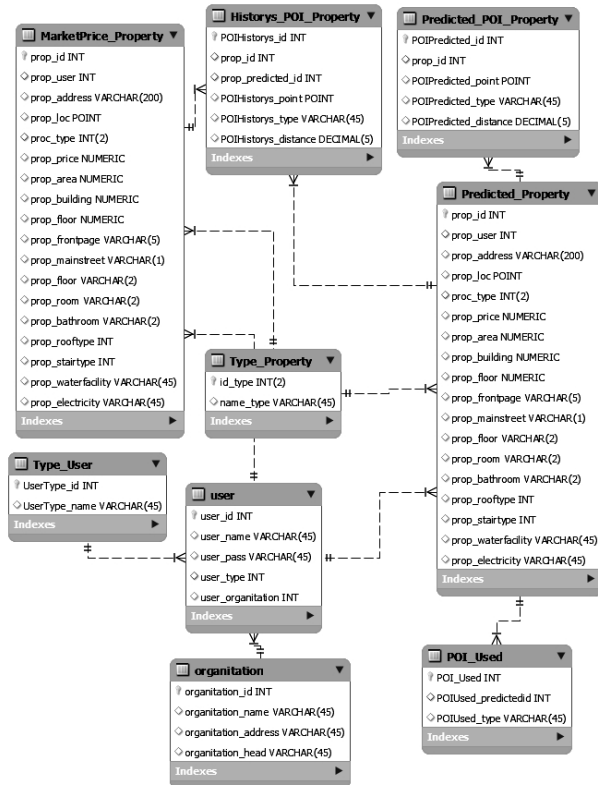 MarketPrice_Property
prop_id INT
prop_user INT
prop_address VARCHAR(200)
prop_loc POINT
proc_type INT(2)
prop_price NUMERIC
prop_area NUMERIC
prop_building NUMERIC
prop_floor NUMERIC
prop_frontpage VARCHAR(5)
prop_mainstreet VARCHAR(1)
prop_floor VARCHAR(2)
prop_room VARCHAR(2)
prop_bathroom VARCHAR(2)
prop_rooftype INT
prop_stairtype INT
prop_waterfacility VARCHAR(45)
prop_electricity VARCHAR(45)
Indexes
Historys_POI_Property
POIHistorys_id INT
prop_id INT
prop_predicted_id INT
POIHistorys_point POINT
POIHistorys_type VARCHAR(45)
POIHistorys_distance DECIMAL(5)
Indexes
Predicted_POI_Property
POIPredicted_id INT
prop_id INT
POIPredicted_point POINT
POIPredicted_type VARCHAR(45)
POIPredicted_distance DECIMAL(5)
Indexes
Predicted_Property
prop_id INT
prop_user INT
prop_address VARCHAR(200)
prop_loc POINT
proc_type INT(2)
prop_price NUMERIC
prop_area NUMERIC
prop_building NUMERIC
prop_floor NUMERIC
prop_frontpage VARCHAR(5)
prop_mainstreet VARCHAR(1)
prop_floor VARCHAR(2)
prop_room VARCHAR(2)
prop_bathroom VARCHAR(2)
prop_rooftype INT
prop_stairtype INT
prop_waterfacility VARCHAR(45)
prop_electricity VARCHAR(45)
Indexes
Type_Property
id_type INT(2)
name_type VARCHAR(45)
Indexes
Type_User
UserType_id INT
UserType_name VARCHAR(45)
Indexes
user
user_id INT
user_name VARCHAR(45)
user_pass VARCHAR(45)
user_type INT
user_organitation INT
Indexes
organitation
organitation_id INT
organitation_name VARCHAR(45)
organitation_address VARCHAR(45)
organitation_head VARCHAR(45)
Indexes
POI_Used
POI_Used INT
POIUsed_predictedid INT
POIUsed_type VARCHAR(45)
Indexes